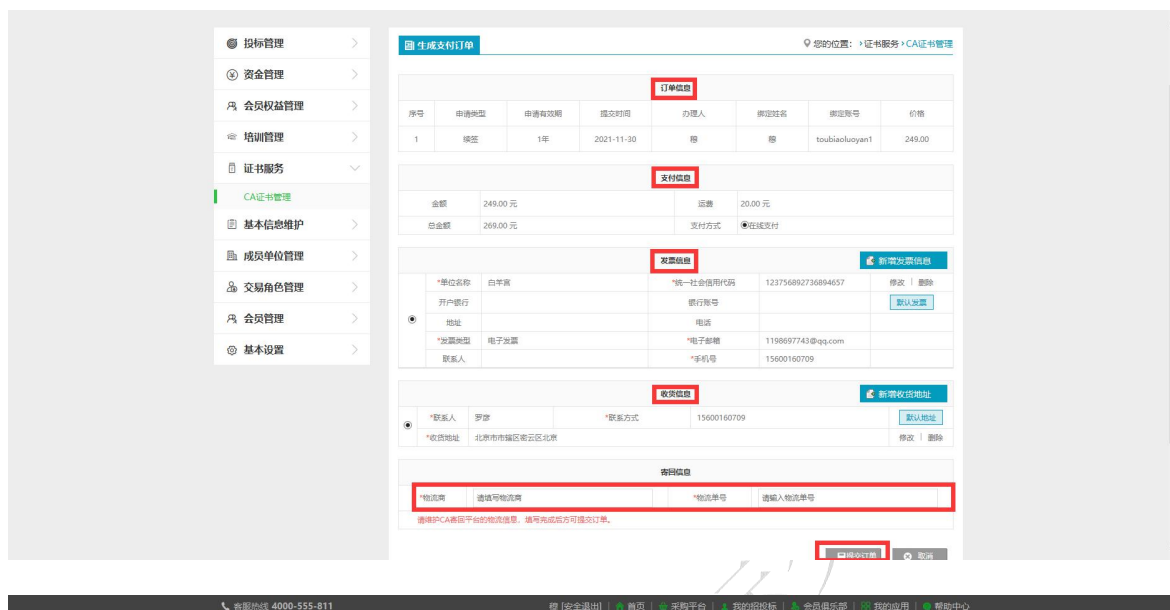 投标管理
资金管理
会员权益管理
培训管理
证书服务
CA证书管理
基本信息维护
成员单位管理
交易角色管理
会员管理
基本设置
生成支付订单 您的位置： ›证书服务›CA证书管理
订单信息
序号 申请类型 申请有效期 提交时间 办理人 绑定姓名 绑定账号 价格
1 续签 1年 2021-11-30 穆 穆 toubiaoluoyan1 249.00
支付信息
金额 249.00 元 运费 20.00 元
总金额 269.00 元 支付方式 在线支付
发票信息 新增发票信息
*单位名称 白羊宫 *统一社会信用代码 123756892736894657 修改 | 删除
开户银行 银行账号 默认发票
地址 电话
*发票类型 电子发票 *电子邮箱 1198697743@qq.com
联系人 *手机号 15600160709
收货信息 新增收货地址
*联系人 罗彦 *联系方式 15600160709 默认地址
*收货地址 北京市市辖区密云区北京 修改 | 删除
寄回信息
*物流商 请填写物流商 *物流单号 请输入物流单号
请维护CA寄回平台的物流信息，填写完成后方可提交订单。
提交订单 取消
客服热线 4000-555-811 穆 [安全退出] | 首页 | 采购平台 | 我的招投标 | 会员俱乐部 | 我的应用 | 帮助中心